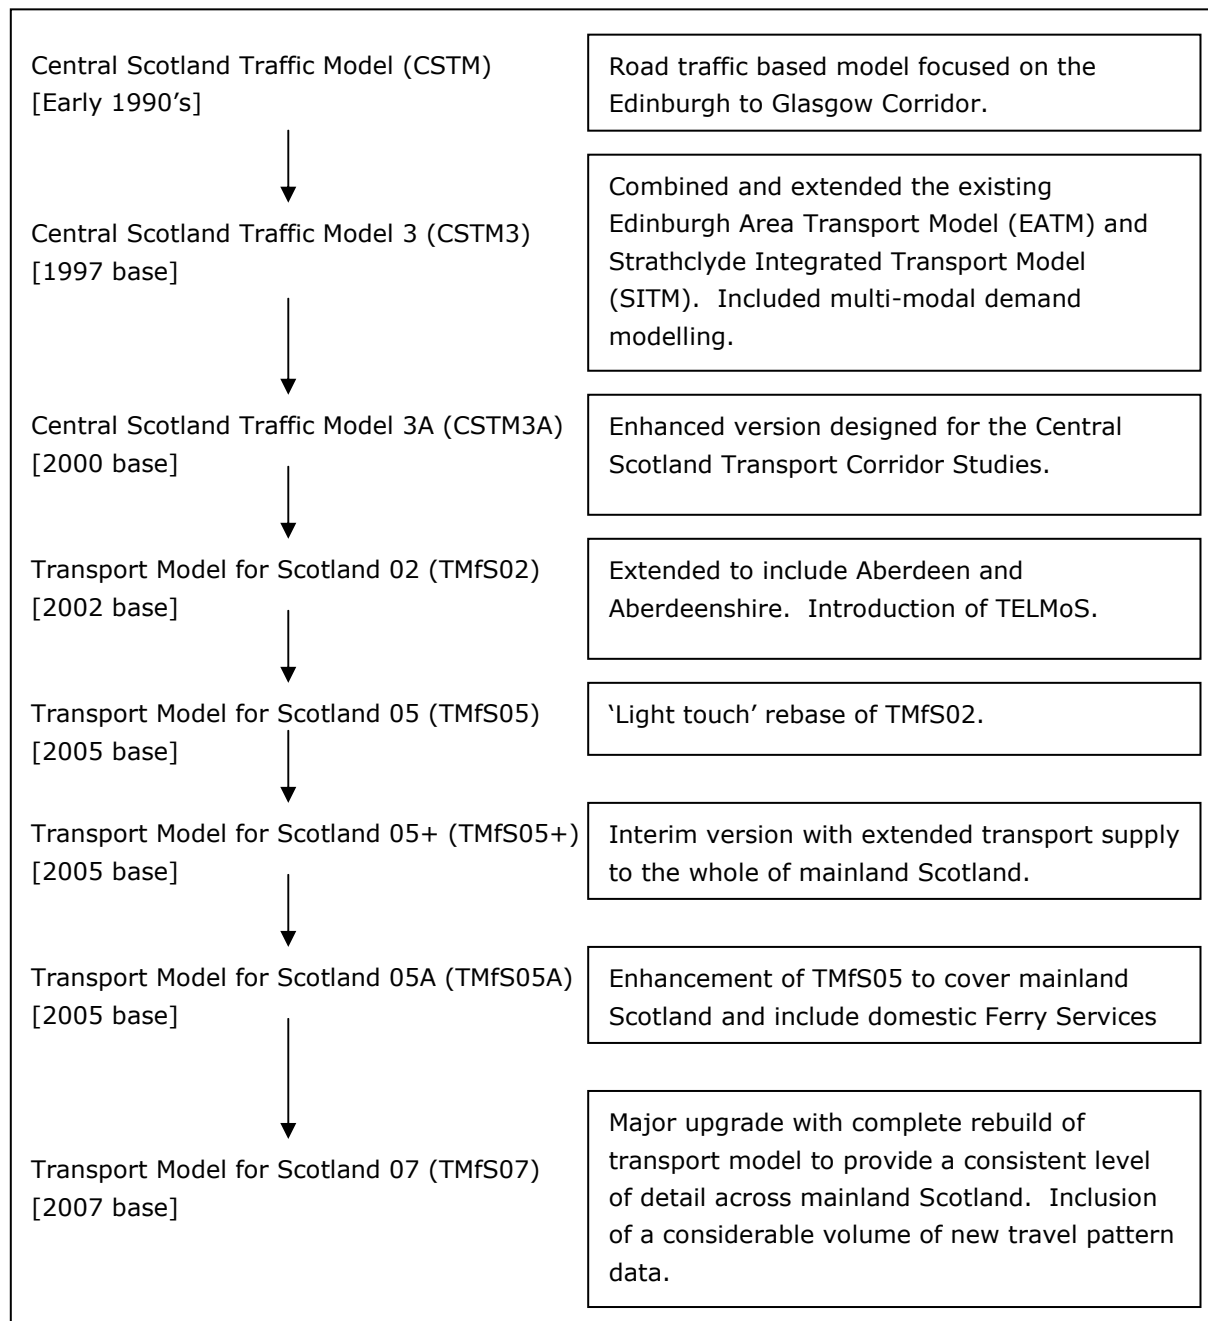 Central Scotland Traffic Model (CSTM)
[Early 1990's]
Road traffic based model focused on the
Edinburgh to Glasgow Corridor.
Central Scotland Traffic Model 3 (CSTM3)
[1997 base]
Combined and extended the existing
Edinburgh Area Transport Model (EATM) and
Strathclyde Integrated Transport Model
(SITM).  Included multi-modal demand
modelling.
Central Scotland Traffic Model 3A (CSTM3A)
[2000 base]
Enhanced version designed for the Central
Scotland Transport Corridor Studies.
Transport Model for Scotland 02 (TMfS02)
[2002 base]
Extended to include Aberdeen and
Aberdeenshire.  Introduction of TELMoS.
Transport Model for Scotland 05 (TMfS05)
[2005 base]
‘Light touch’ rebase of TMfS02.
Transport Model for Scotland 05+ (TMfS05+)
[2005 base]
Interim version with extended transport supply
to the whole of mainland Scotland.
Transport Model for Scotland 05A (TMfS05A)
[2005 base]
Enhancement of TMfS05 to cover mainland
Scotland and include domestic Ferry Services
Transport Model for Scotland 07 (TMfS07)
[2007 base]
Major upgrade with complete rebuild of
transport model to provide a consistent level
of detail across mainland Scotland.  Inclusion
of a considerable volume of new travel pattern
data.